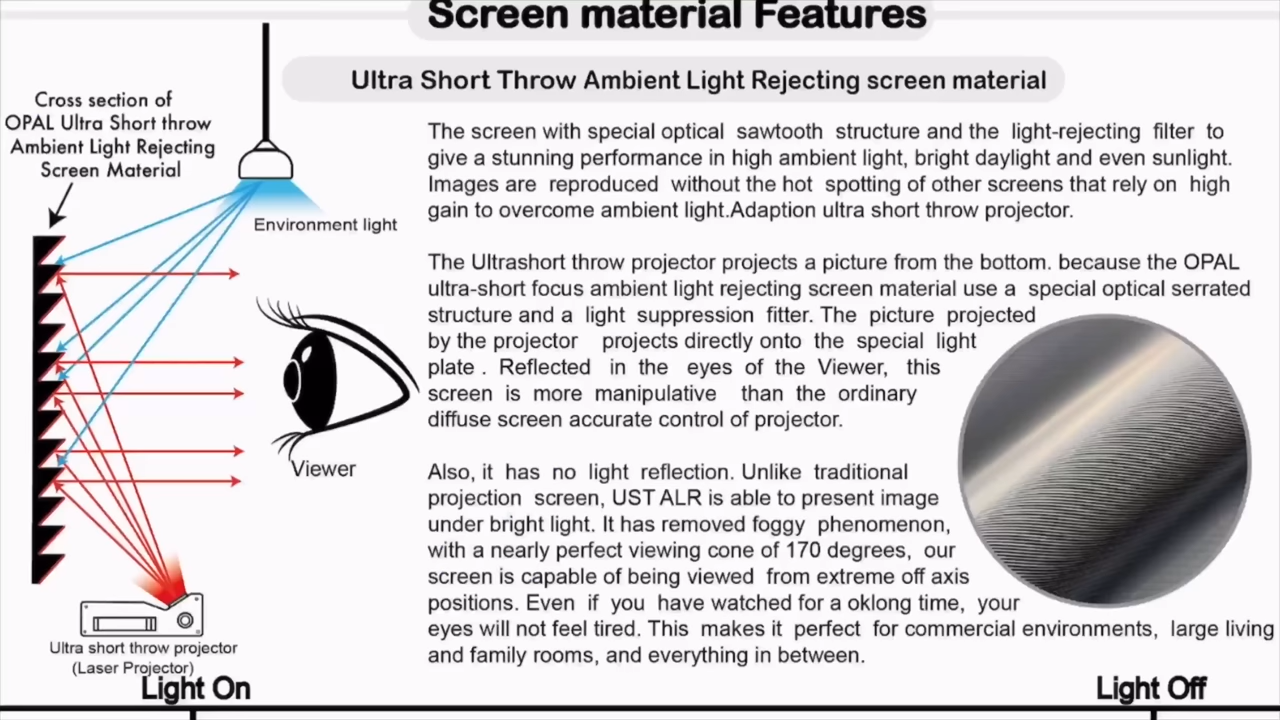 Screen material Features
Ultra Short Throw Ambient Light Rejecting screen material
Cross section of
OPAL Ultra Short throw
Ambient Light Rejecting
Screen Material
Environment light
Viewer
Ultra short throw projector
(Laser Projector)
The screen with special optical sawtooth structure and the light-rejecting filter to
give a stunning performance in high ambient light, bright daylight and even sunlight.
Images are reproduced without the hot spotting of other screens that rely on high
gain to overcome ambient light.Adaption ultra short throw projector.
The Ultrashort throw projector projects a picture from the bottom. because the OPAL
ultra-short focus ambient light rejecting screen material use a special optical serrated
structure and a light suppression fitter. The picture projected
by the projector projects directly onto the special light
plate . Reflected in the eyes of the Viewer, this
screen is more manipulative than the ordinary
diffuse screen accurate control of projector.
Also, it has no light reflection. Unlike traditional
projection screen, UST ALR is able to present image
under bright light. It has removed foggy phenomenon,
with a nearly perfect viewing cone of 170 degrees, our
screen is capable of being viewed from extreme off axis
positions. Even if you have watched for a oklong time, your
eyes will not feel tired. This makes it perfect for commercial environments, large living
and family rooms, and everything in between.
Light On
Light Off